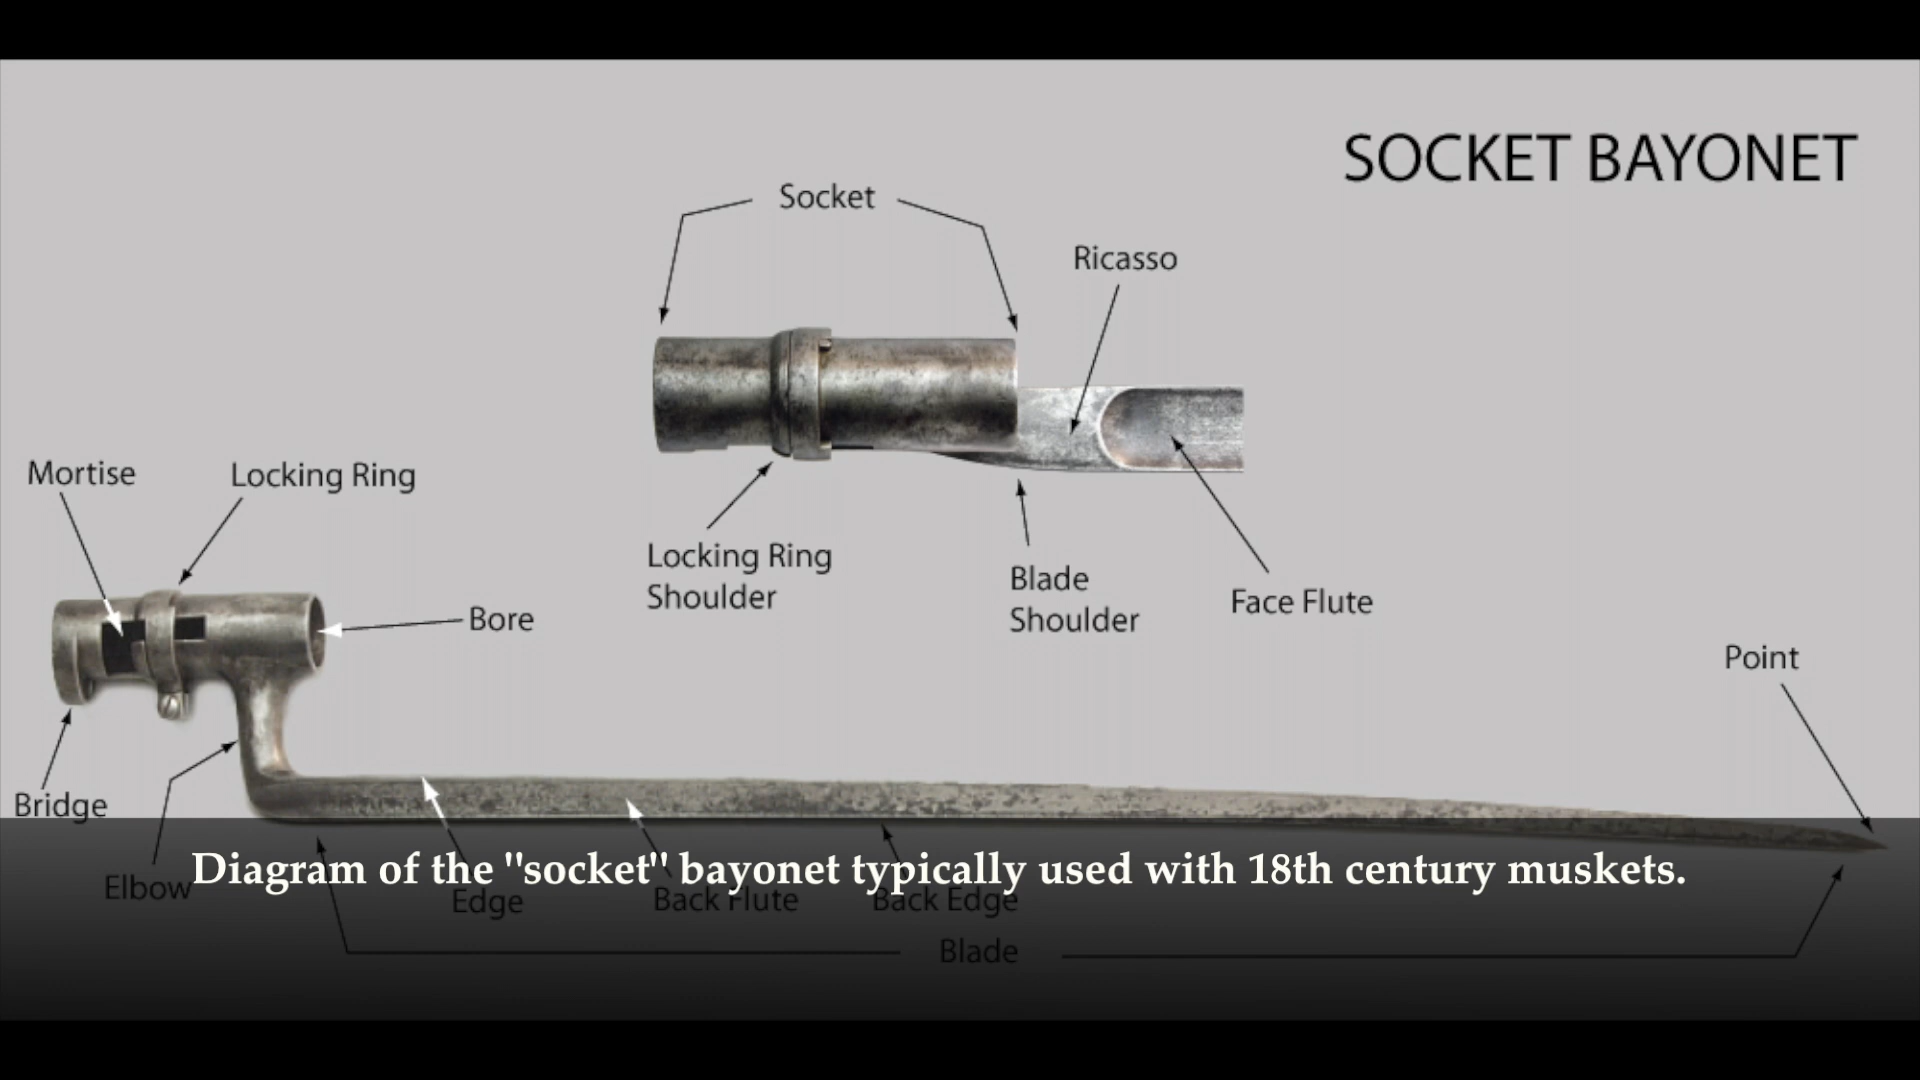 SOCKET BAYONET
Socket
Ricasso
Mortise
Locking Ring
Locking Ring
Shoulder
Blade
Shoulder
Face Flute
Bore
Point
Bridge
Diagram of the "socket" bayonet typically used with 18th century muskets.
Elbow
Edge
Back Flute
Back Edge
Blade